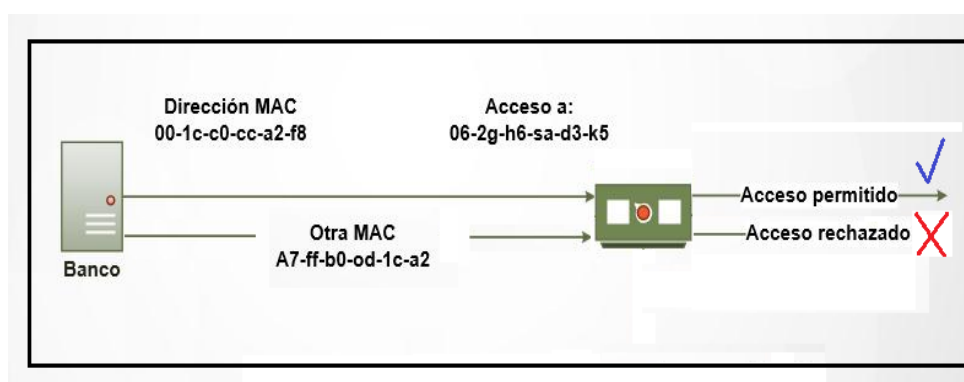 Dirección MAC
00-1c-c0-cc-a2-f8
Acceso a:
06-2g-h6-sa-d3-k5
Acceso permitido
Otra MAC
A7-ff-b0-od-1c-a2
Acceso rechazado
Banco